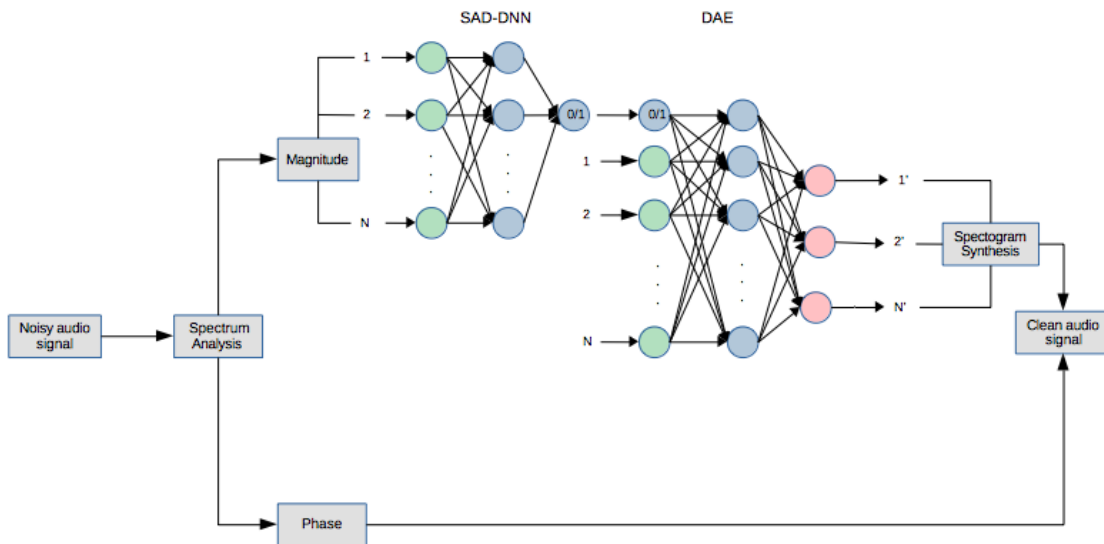 SAD-DNN
DAE
1
2
N
0/1
0/1
1
2
N
1'
2'
N'
Magnitude
Spectogram
Synthesis
Noisy audio
signal
Spectrum
Analysis
Clean audio
signal
Phase